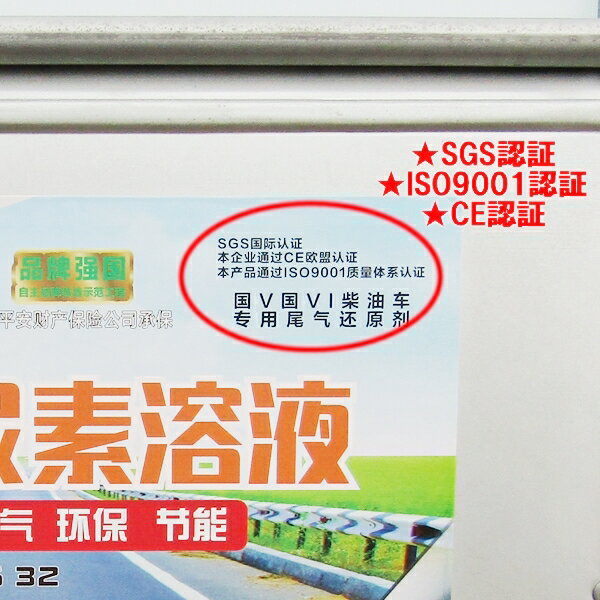 ★SGS認証
★ISO9001認証
★CE認証
SGS国际认证
本企业通过CE欧盟认证
本产品通过ISO9001质量体系认证
品牌强国
国V国VI柴油车
专用尾气还原剂
平安财产保险公司承保
尿素溶液
气 环保 节能
32